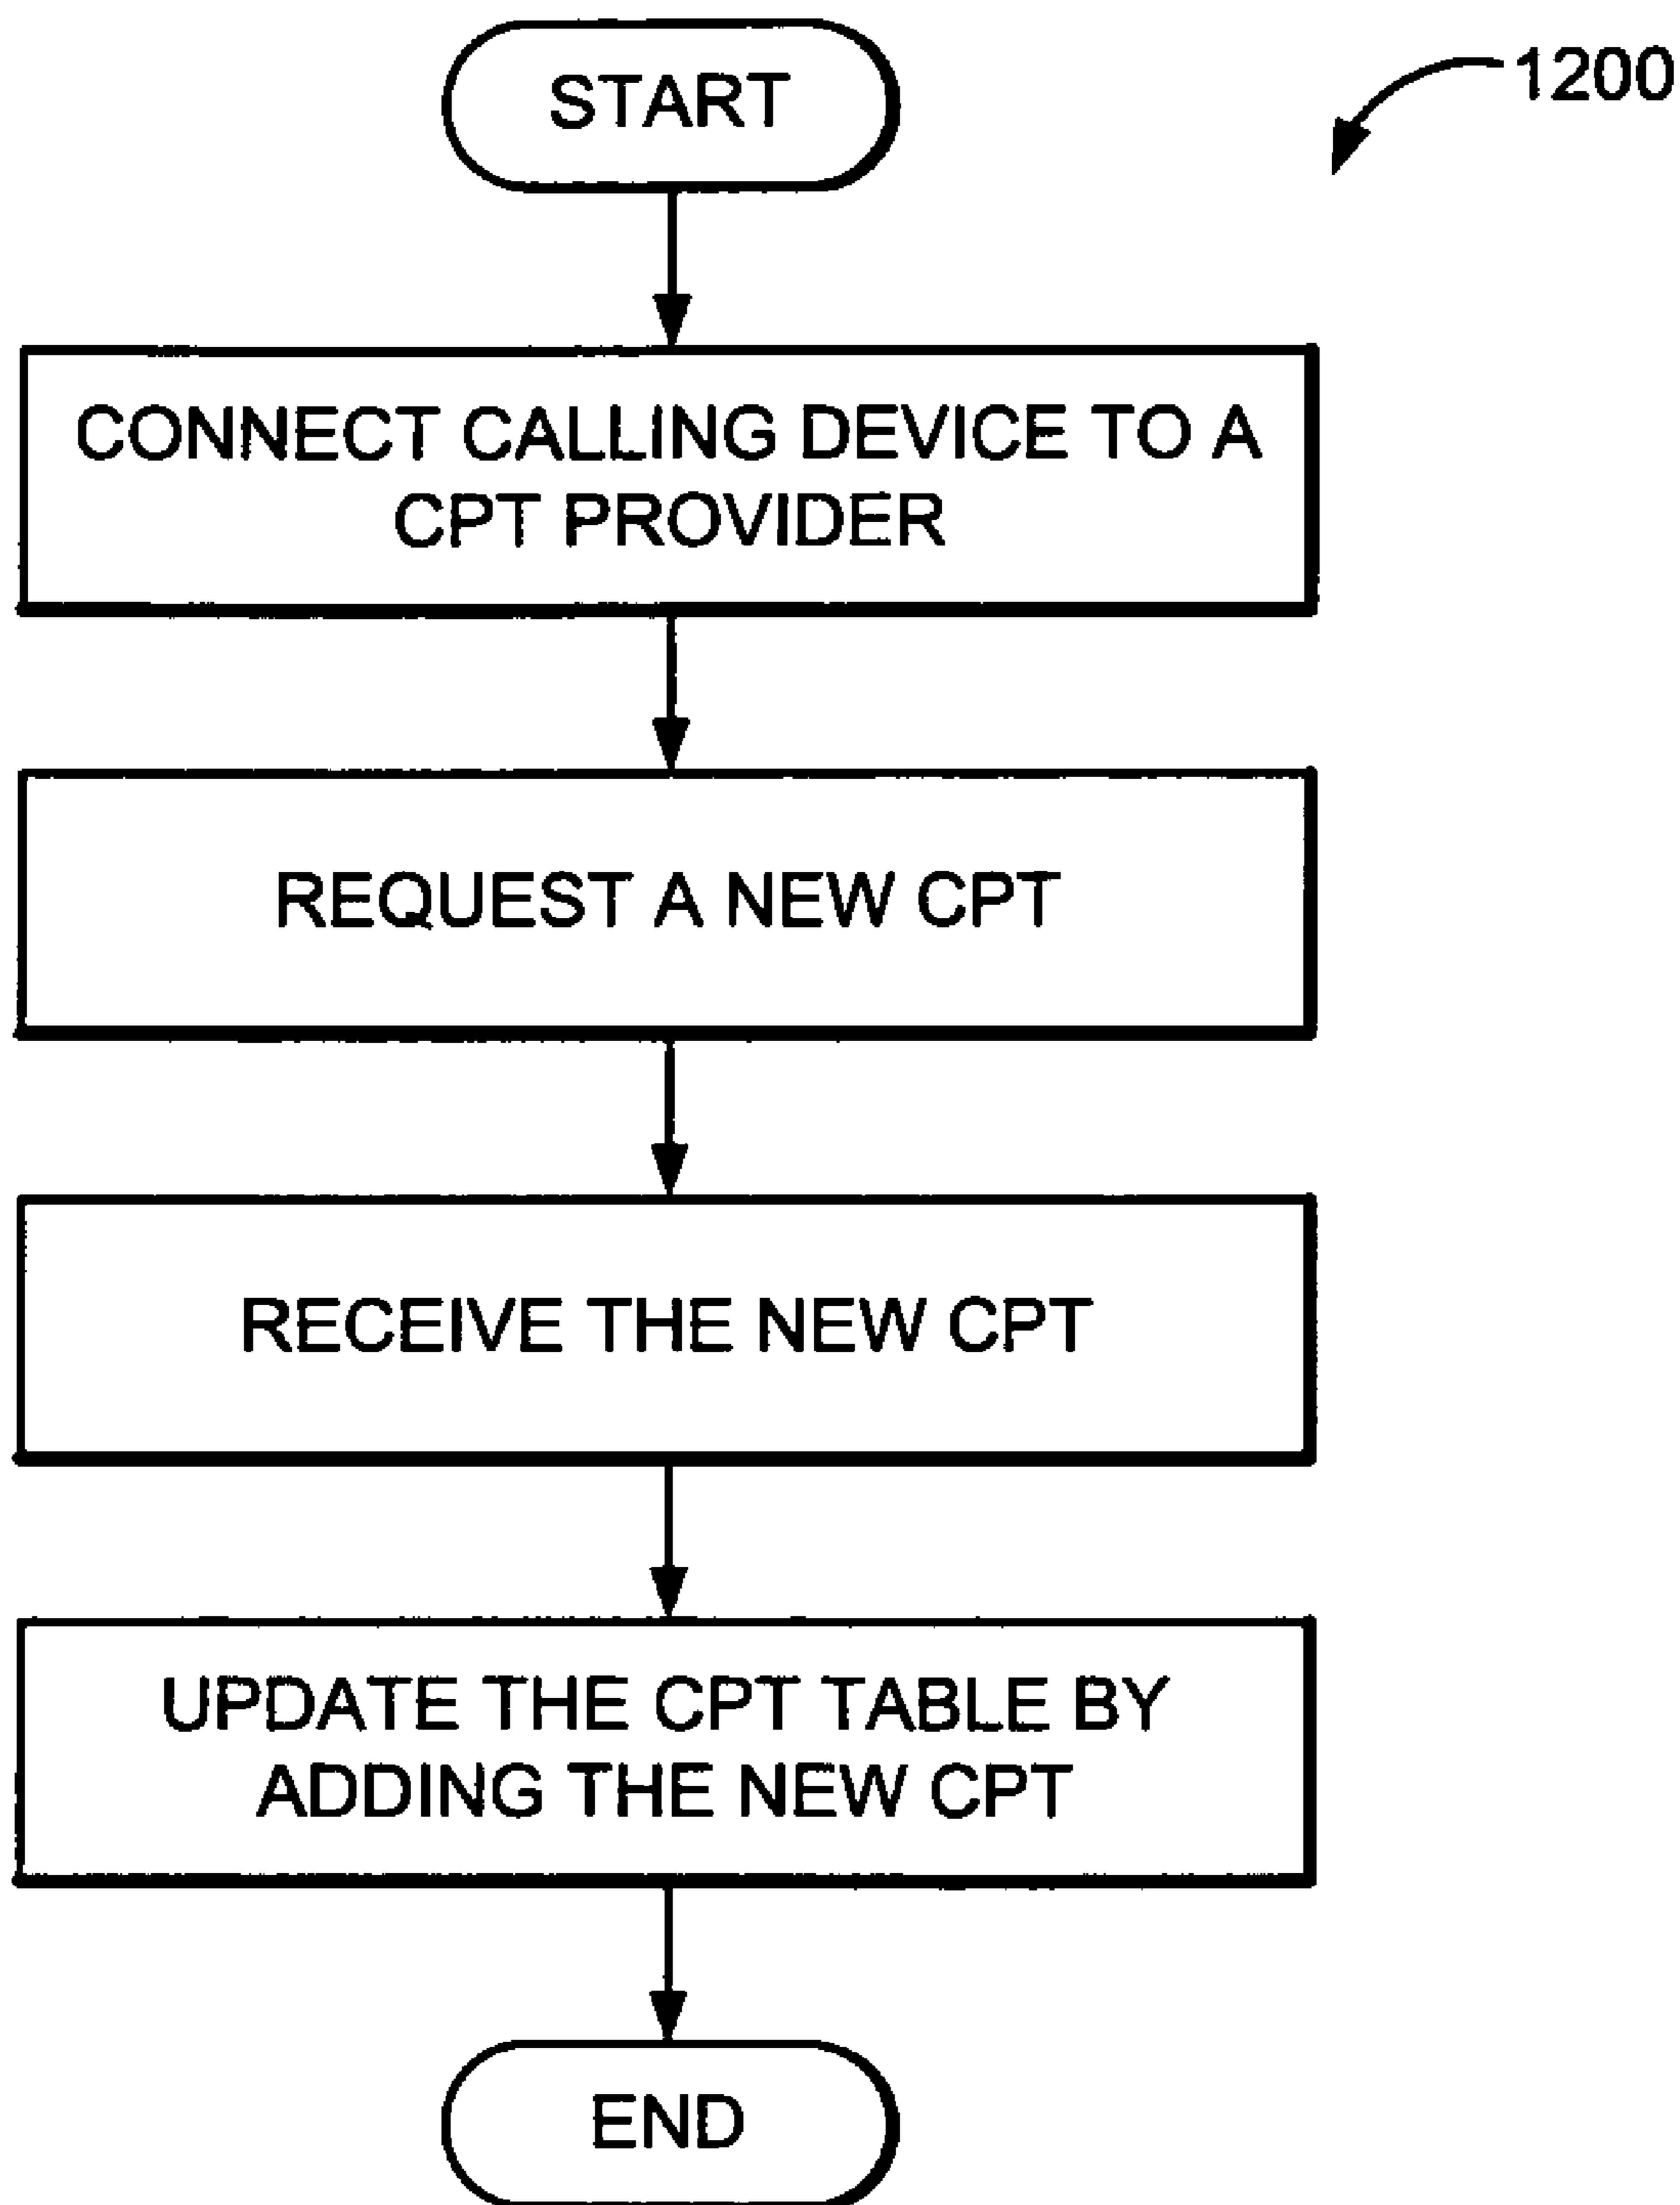 START
1200
CONNECT CALLING DEVICE TO A
CPT PROVIDER
REQUEST A NEW CPT
RECEIVE THE NEW CPT
UPDATE THE CPT TABLE BY
ADDING THE NEW CPT
END